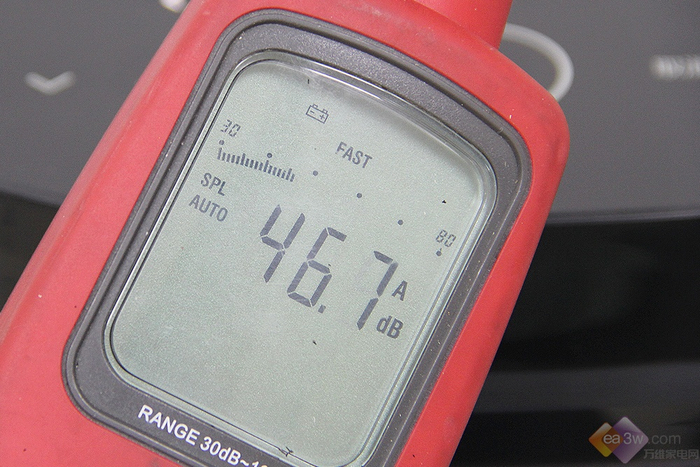 30
FAST
SPL
80
AUTO
46.7 A
dB
RANGE 30dB~1
ea3w.com
万维家电网